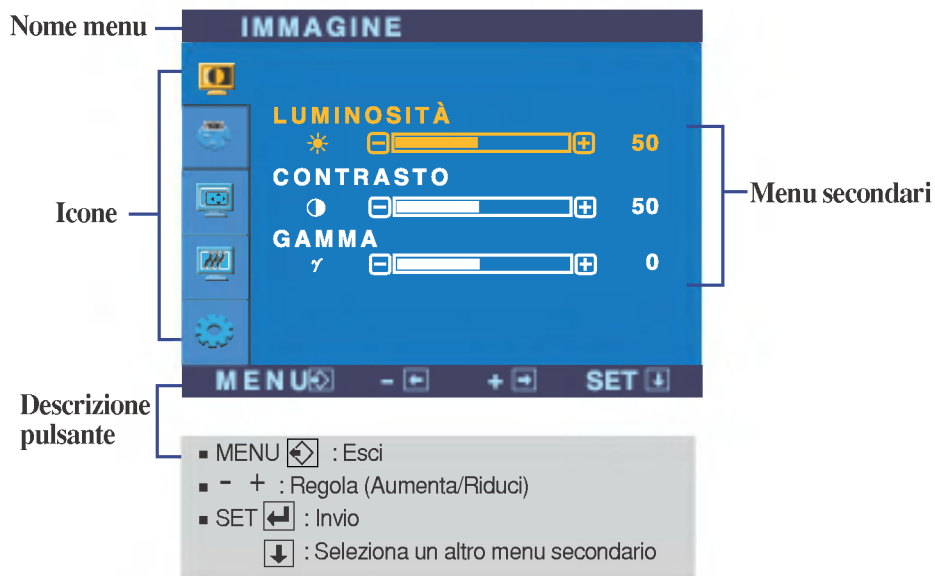 Nome menu
IMMAGINE
LUMINOSITÀ
50
CONTRASTO
50
GAMMA
γ
0
Icone
Menu secondari
MENU - + SET
Descrizione
pulsante
▪ MENU : Esci
▪ - + : Regola (Aumenta/Riduci)
▪ SET : Invio
: Seleziona un altro menu secondario